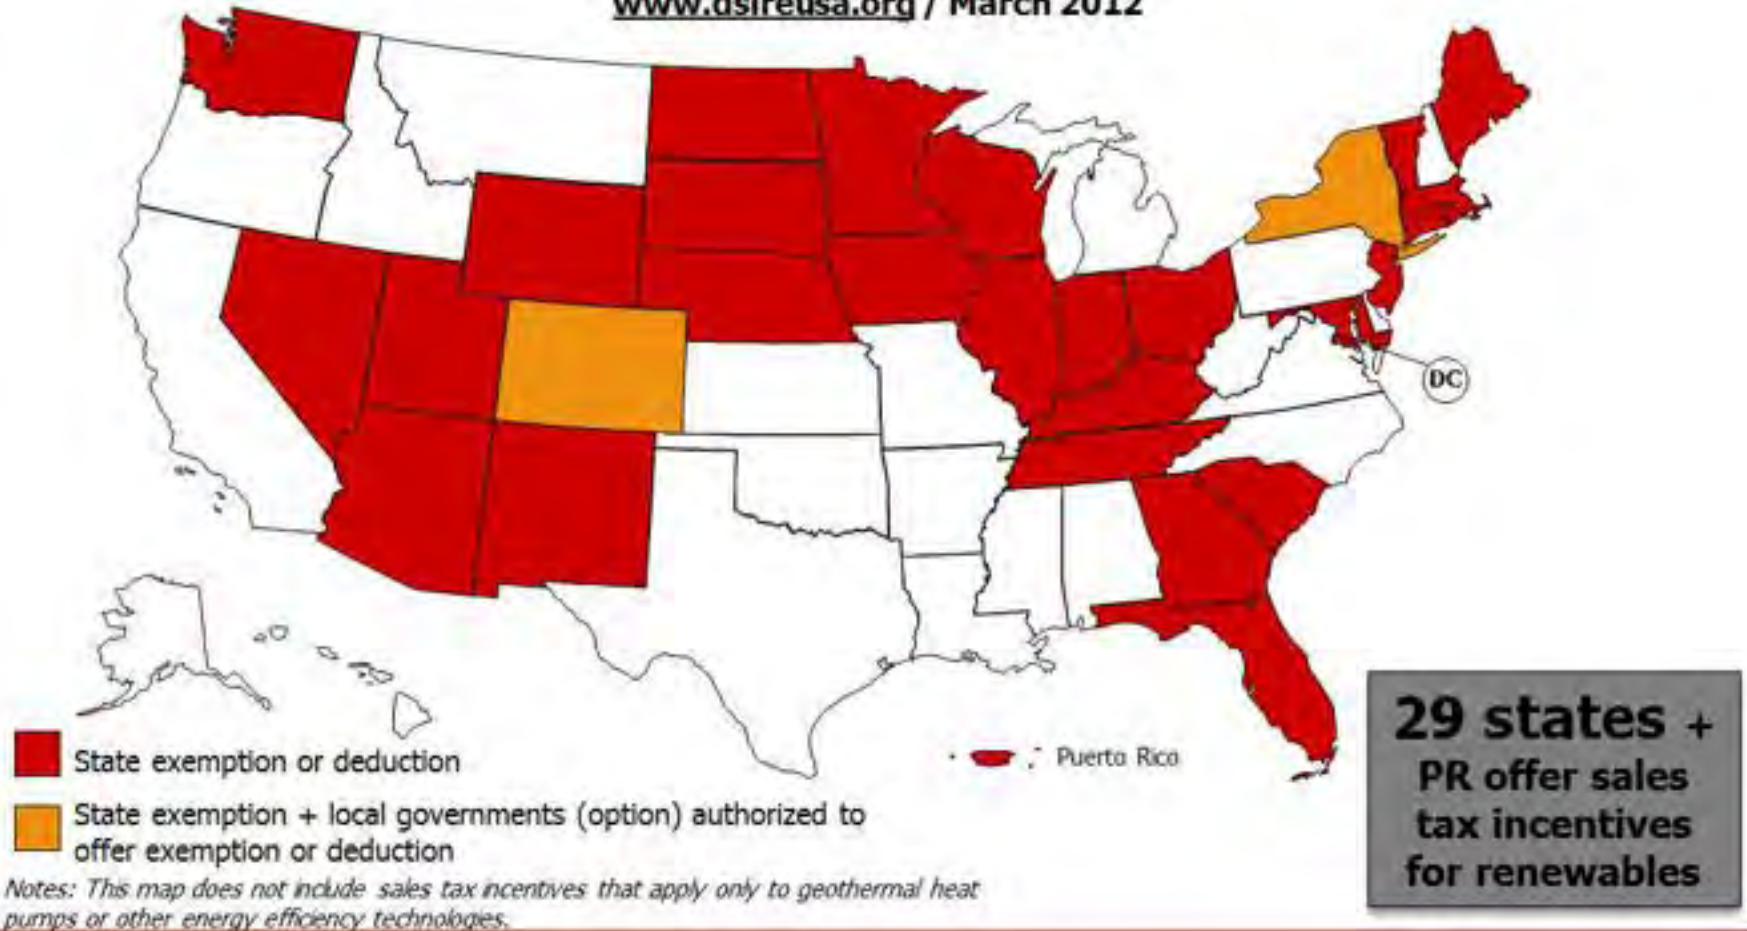 www.dsireusa.org / March 2012
DC
Puerto Rico
State exemption or deduction
State exemption + local governments (option) authorized to
offer exemption or deduction
29 states +
PR offer sales
tax incentives
for renewables
Notes: This map does not include sales tax incentives that apply only to geothermal heat
pumps or other energy efficiency technologies.